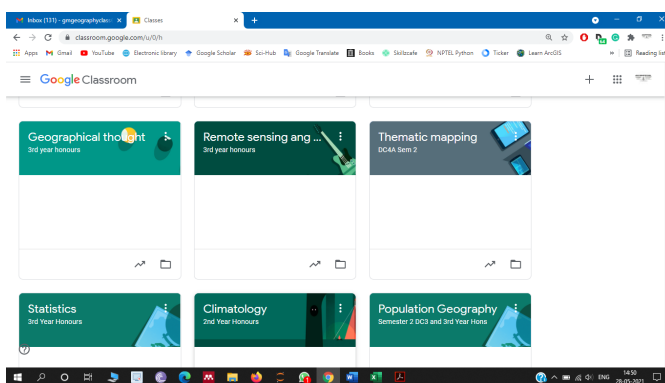 Inbox (131) - gmgeographyclass
Classes
classroom.google.com/u/0/h
Apps Gmail YouTube Electronic library Google Scholar Sci-Hub Google Translate Books Skillzcafe NPTEL Python Ticker Learn ArcGIS » Reading list
Google Classroom
Geographical thought
3rd year honours
Remote sensing ang ...
3rd year honours
Thematic mapping
DC4A Sem 2
Statistics
3rd Year Honours
Climatology
2nd Year Honours
Population Geography
Semester 2 DC3 and 3rd Year Hons
ENG
14:50
28-05-2021